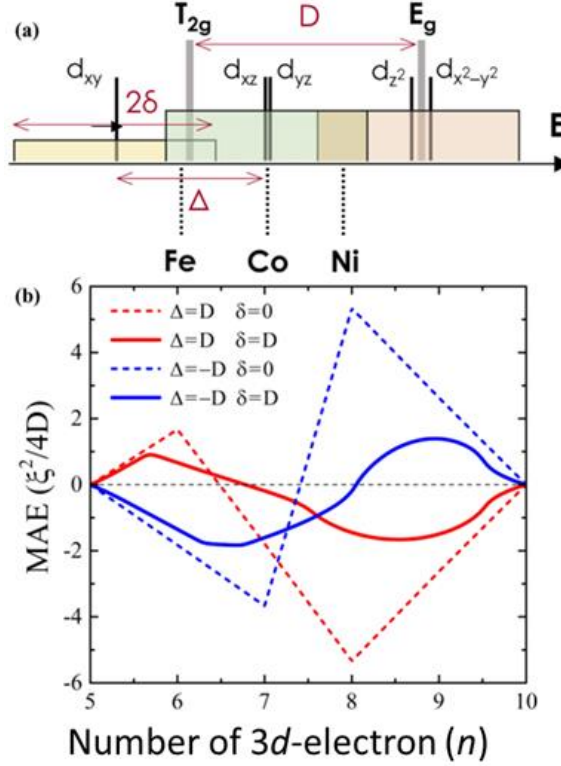 (a)
T2g
D
Eg
dxy
2δ
dxz
dyz
dz²
dx²−y²
E
Δ
Fe
Co
Ni
(b)
6
4
2
0
-2
-4
-6
MAE (ξ²/4D)
Δ=D δ=0
Δ=D δ=D
Δ=−D δ=0
Δ=−D δ=D
5
6
7
8
9
10
Number of 3d-electron (n)